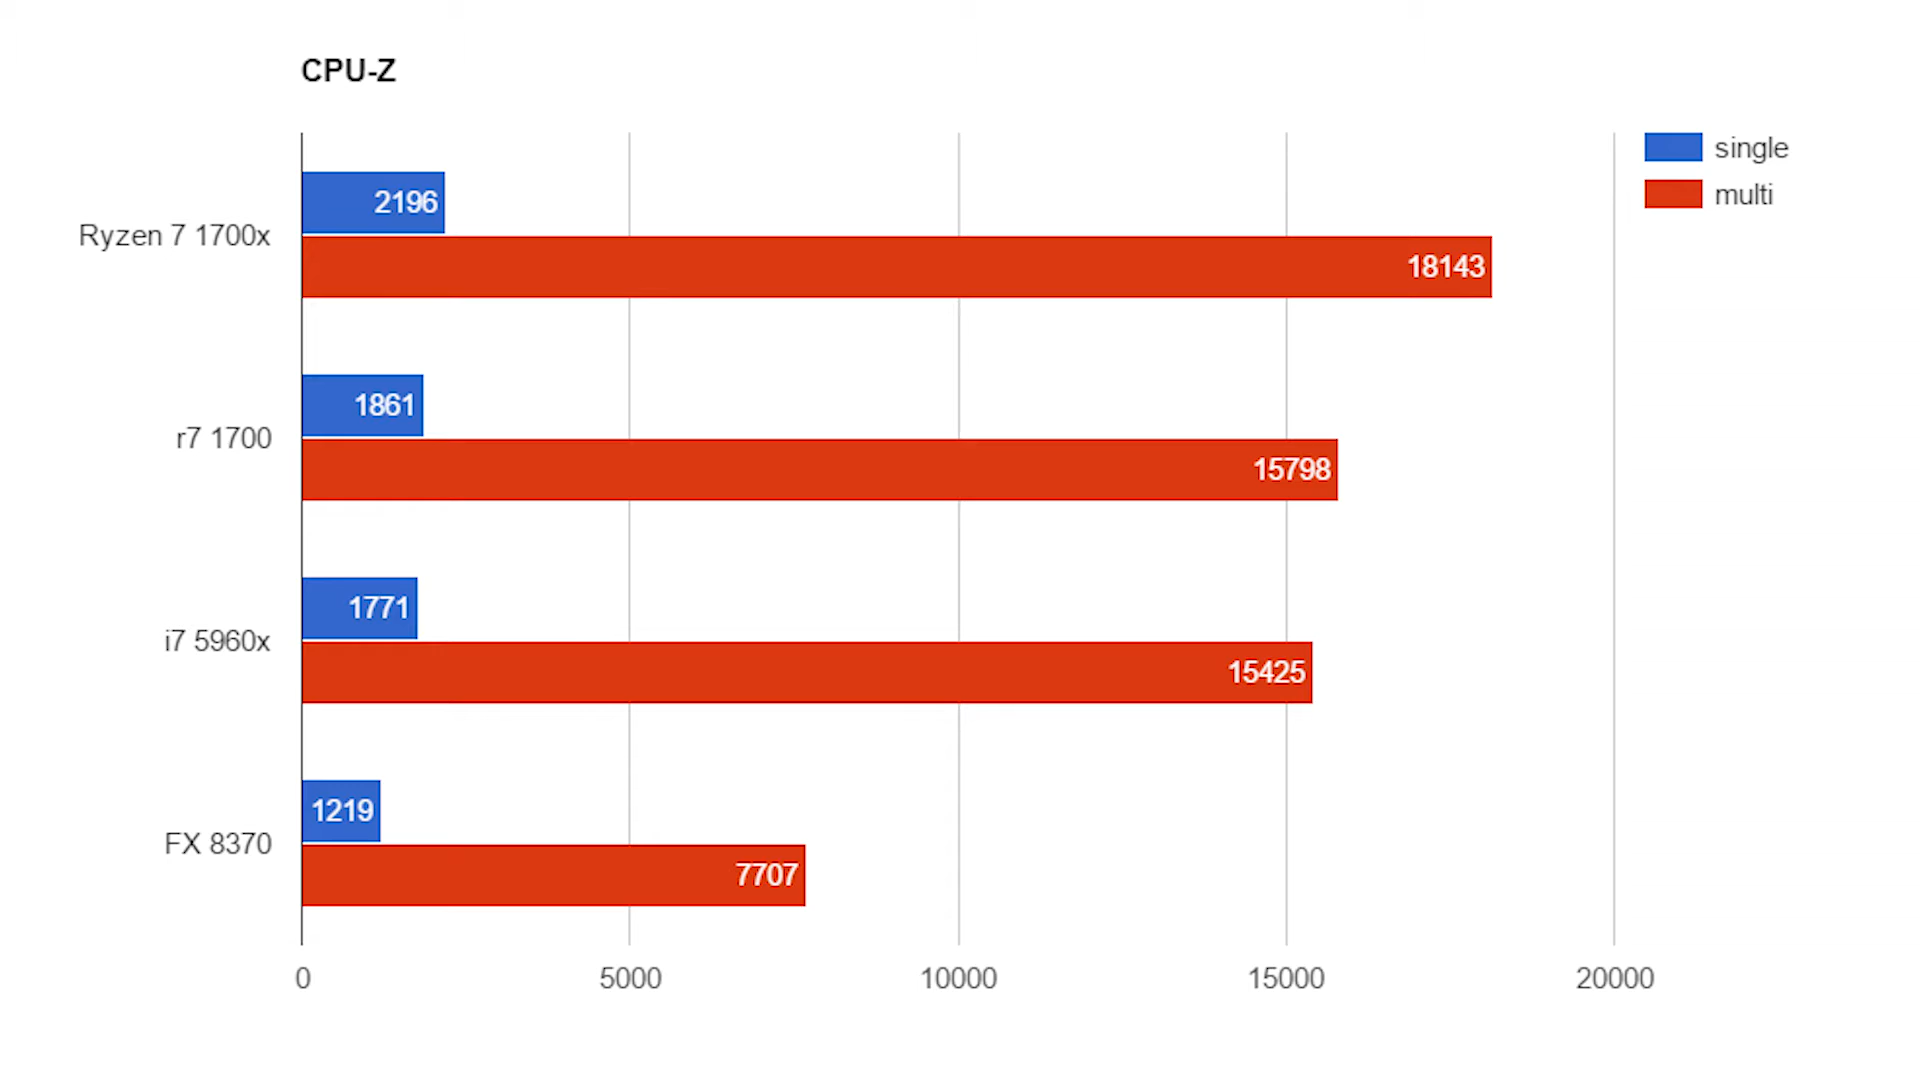 CPU-Z
single
multi
Ryzen 7 1700x
2196
18143
r7 1700
1861
15798
i7 5960x
1771
15425
FX 8370
1219
7707
0 5000 10000 15000 20000